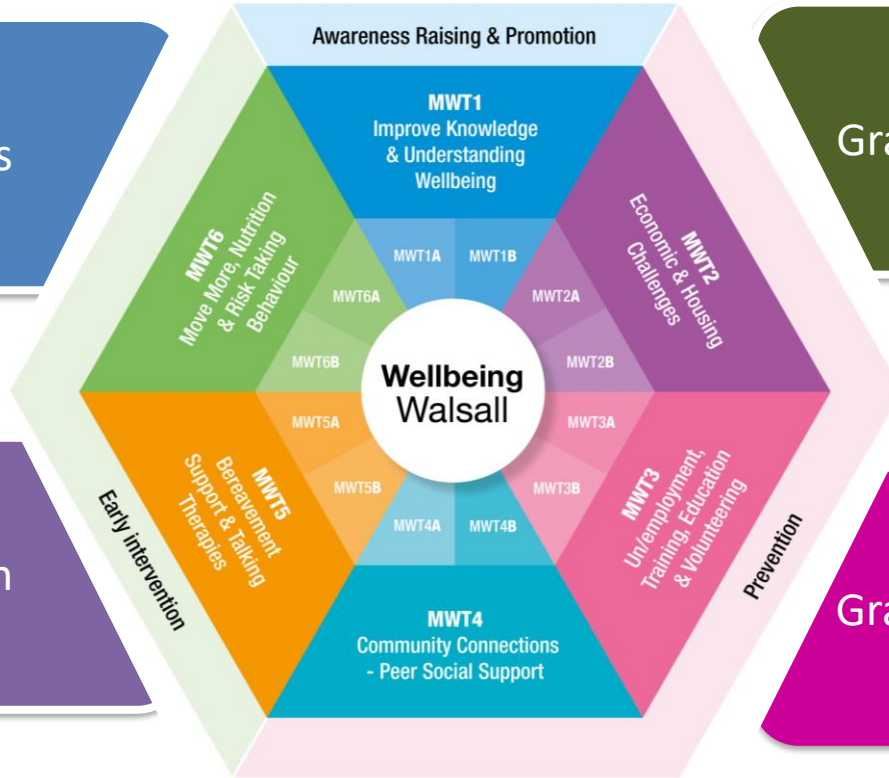 Awareness Raising & Promotion
MWT1
Improve Knowledge
& Understanding
Wellbeing
MWT1A
MWT1B
MWT2
Economic & Housing
Challenges
MWT2A
MWT2B
MWT3
Un/employment,
Training, Education
& Volunteering
MWT3A
MWT3B
Prevention
MWT4
Community Connections
- Peer Social Support
MWT4A
MWT4B
MWT5
Bereavement
Support & Talking
Therapies
MWT5A
MWT5B
Early intervention
MWT6
Move More, Nutrition
& Risk Taking
Behaviour
MWT6A
MWT6B
Wellbeing
Walsall
s
n
Gra
Gra